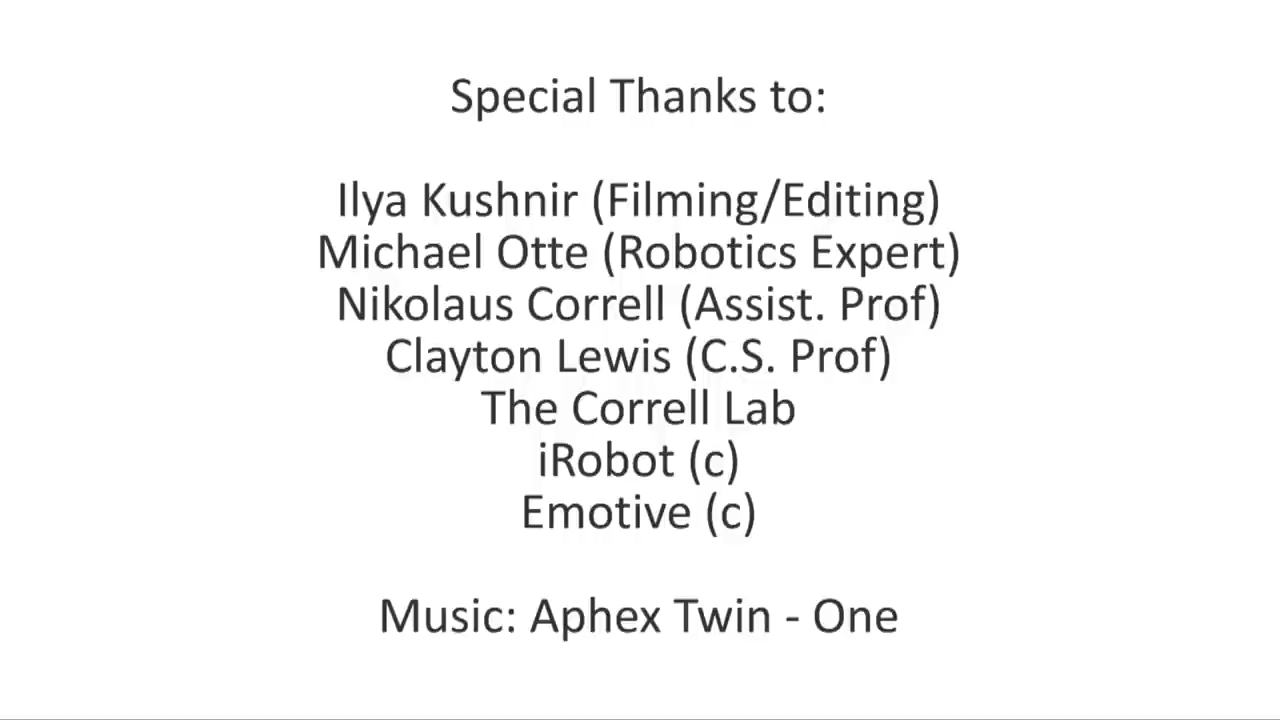 Special Thanks to:
Ilya Kushnir (Filming/Editing)
Michael Otte (Robotics Expert)
Nikolaus Correll (Assist. Prof)
Clayton Lewis (C.S. Prof)
The Correll Lab
iRobot (c)
Emotive (c)
Music: Aphex Twin - One